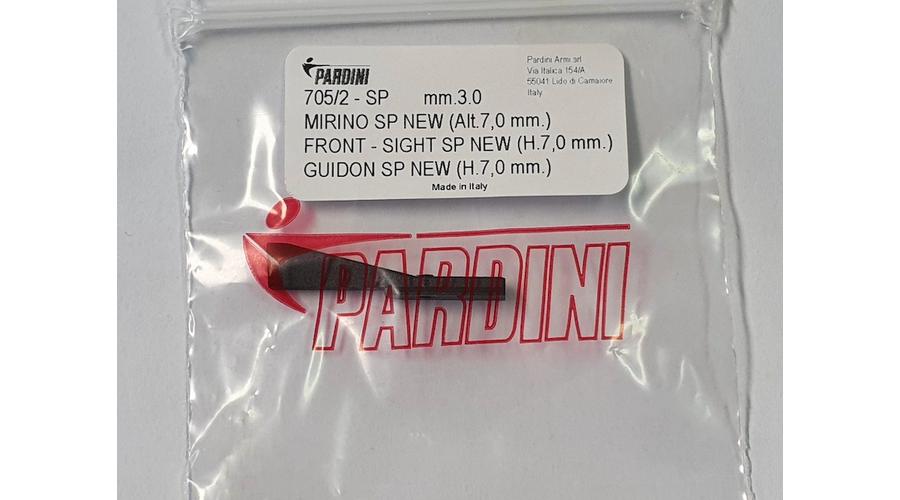 PARDINI
Pardini Armi srl
Via Italica 154/A
55041 Lido di Camaiore
Italy
705/2 - SP mm.3.0
MIRINO SP NEW (Alt.7,0 mm.)
FRONT - SIGHT SP NEW (H.7,0 mm.)
GUIDON SP NEW (H.7,0 mm.)
Made in Italy
PARDINI